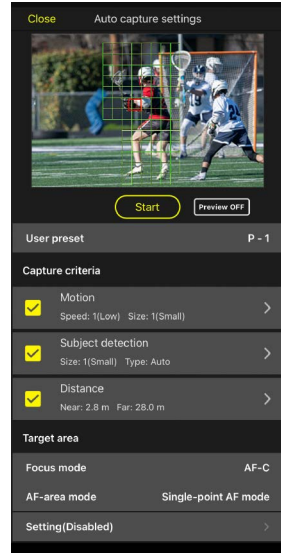 Close Auto capture settings
Start Preview OFF
User preset P - 1
Capture criteria
Motion
Speed: 1(Low) Size: 1(Small)
Subject detection
Size: 1(Small) Type: Auto
Distance
Near: 2.8 m Far: 28.0 m
Target area
Focus mode AF-C
AF-area mode Single-point AF mode
Setting(Disabled)